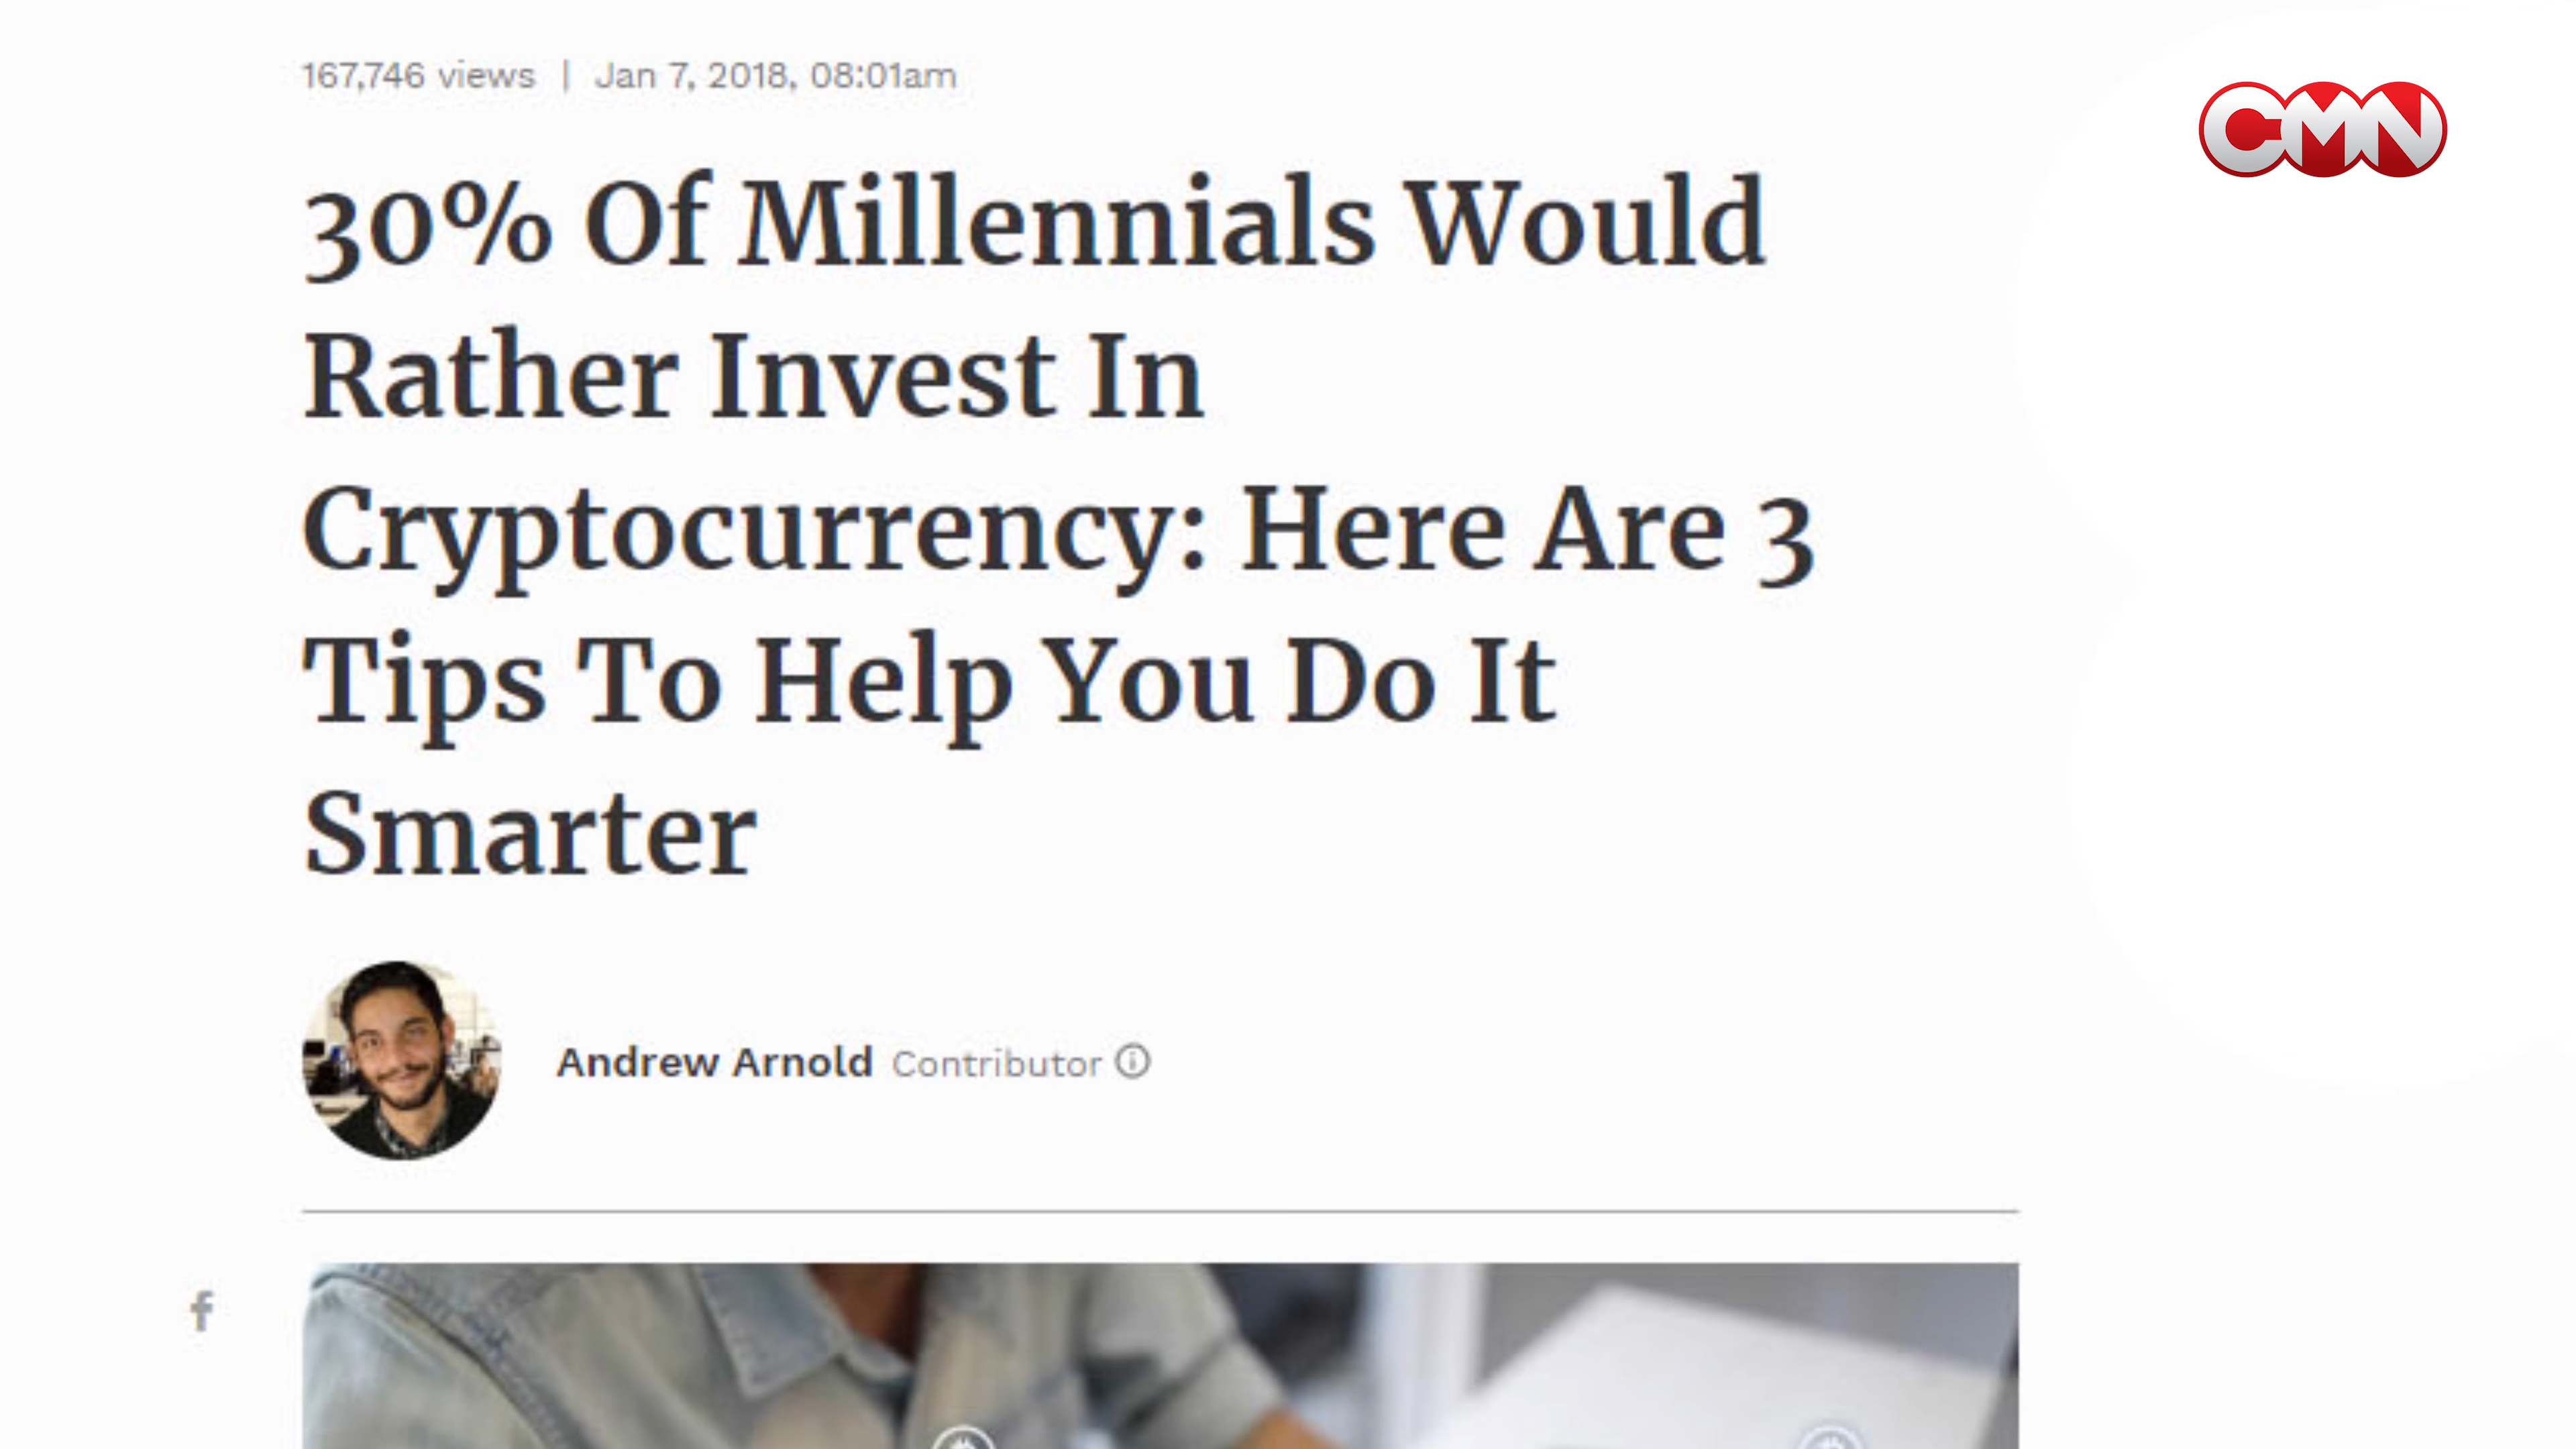 167,746 views | Jan 7, 2018, 08:01am
CMN
30% Of Millennials Would
Rather Invest In
Cryptocurrency: Here Are 3
Tips To Help You Do It
Smarter
Andrew Arnold Contributor